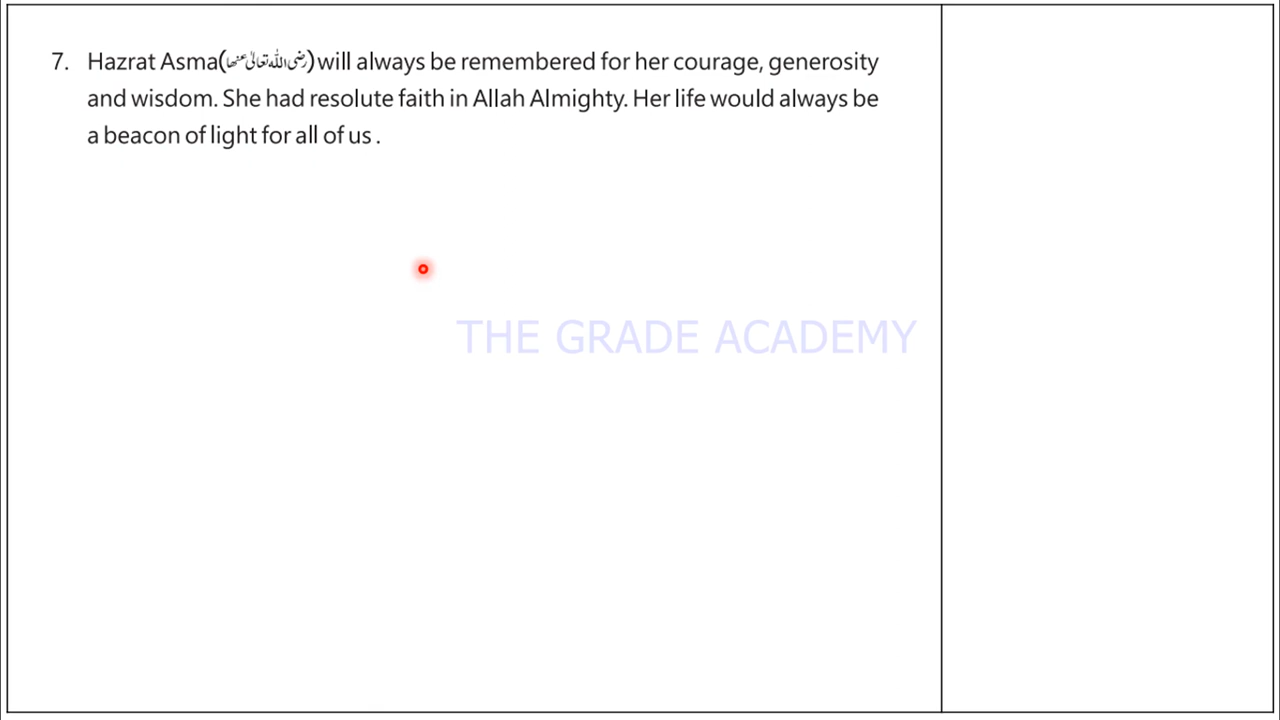 7. Hazrat Asma(رضی اللہ تعالیٰ عنھا) will always be remembered for her courage, generosity
and wisdom. She had resolute faith in Allah Almighty. Her life would always be
a beacon of light for all of us .
THE GRADE ACADEMY